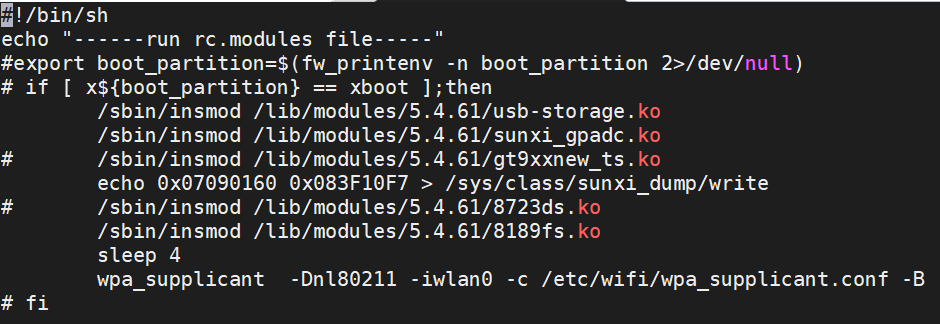 #!/bin/sh
echo "------run rc.modules file-----"
#export boot_partition=$(fw_printenv -n boot_partition 2>/dev/null)
# if [ x${boot_partition} == xboot ];then
        /sbin/insmod /lib/modules/5.4.61/usb-storage.ko
        /sbin/insmod /lib/modules/5.4.61/sunxi_gpadc.ko
#       /sbin/insmod /lib/modules/5.4.61/gt9xxnew_ts.ko
        echo 0x07090160 0x083F10F7 > /sys/class/sunxi_dump/write
#       /sbin/insmod /lib/modules/5.4.61/8723ds.ko
        /sbin/insmod /lib/modules/5.4.61/8189fs.ko
        sleep 4
        wpa_supplicant  -Dnl80211 -iwlan0 -c /etc/wifi/wpa_supplicant.conf -B
# fi